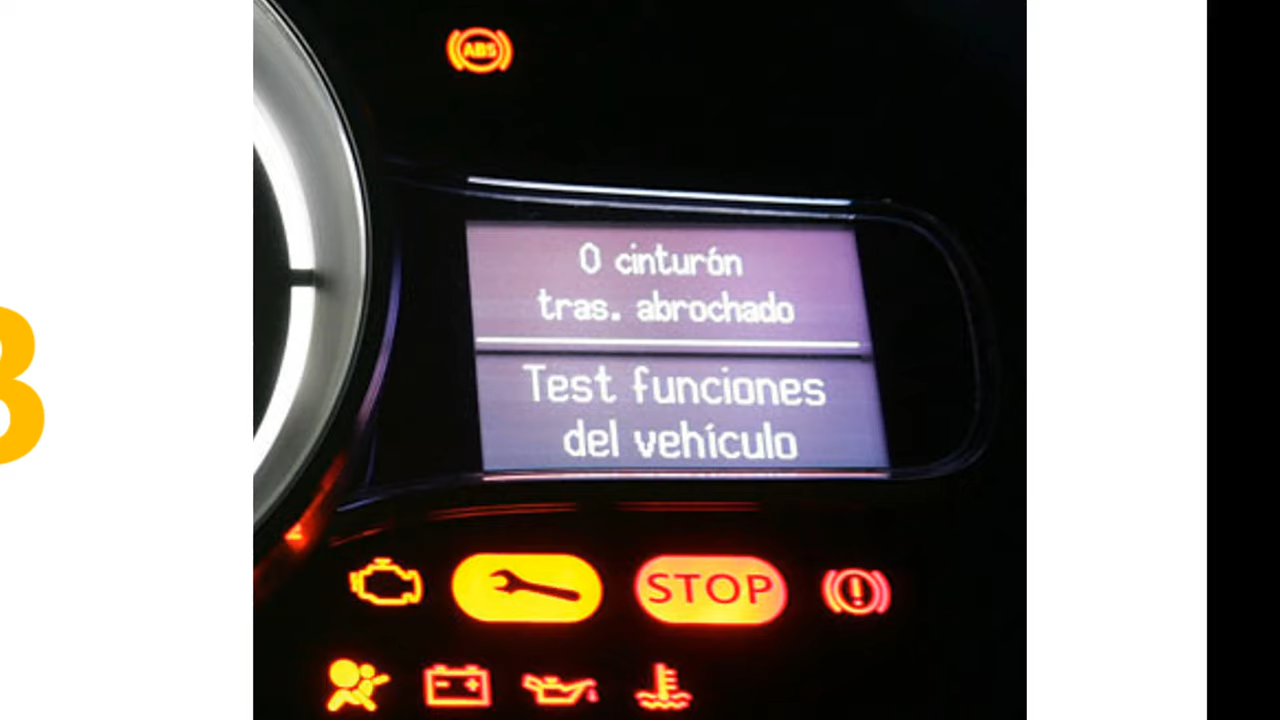 ABS
0 cinturón
tras. abrochado
Test funciones
del vehículo
STOP